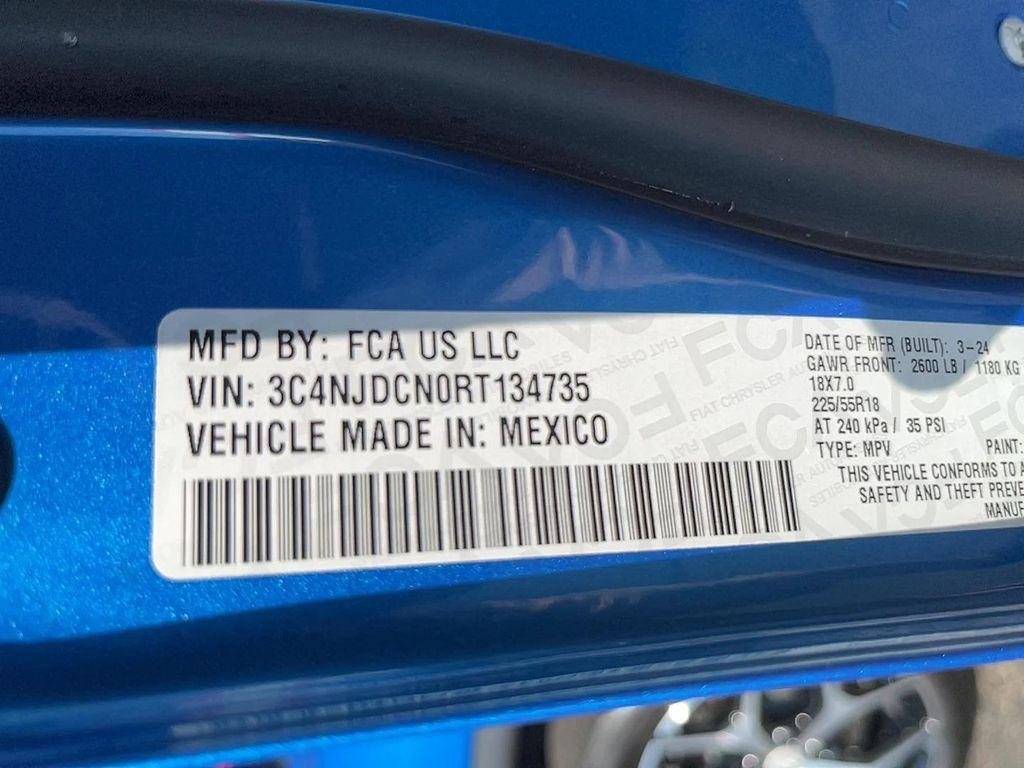 MFD BY: FCA US LLC
VIN: 3C4NJDCN0RT134735
VEHICLE MADE IN: MEXICO
DATE OF MFR (BUILT): 3-24
GAWR FRONT: 2600 LB / 1180 KG
18X7.0
225/55R18
AT 240 kPa / 35 PSI
TYPE: MPV PAINT:
THIS VEHICLE CONFORMS TO A
SAFETY AND THEFT PREVE
MANUF